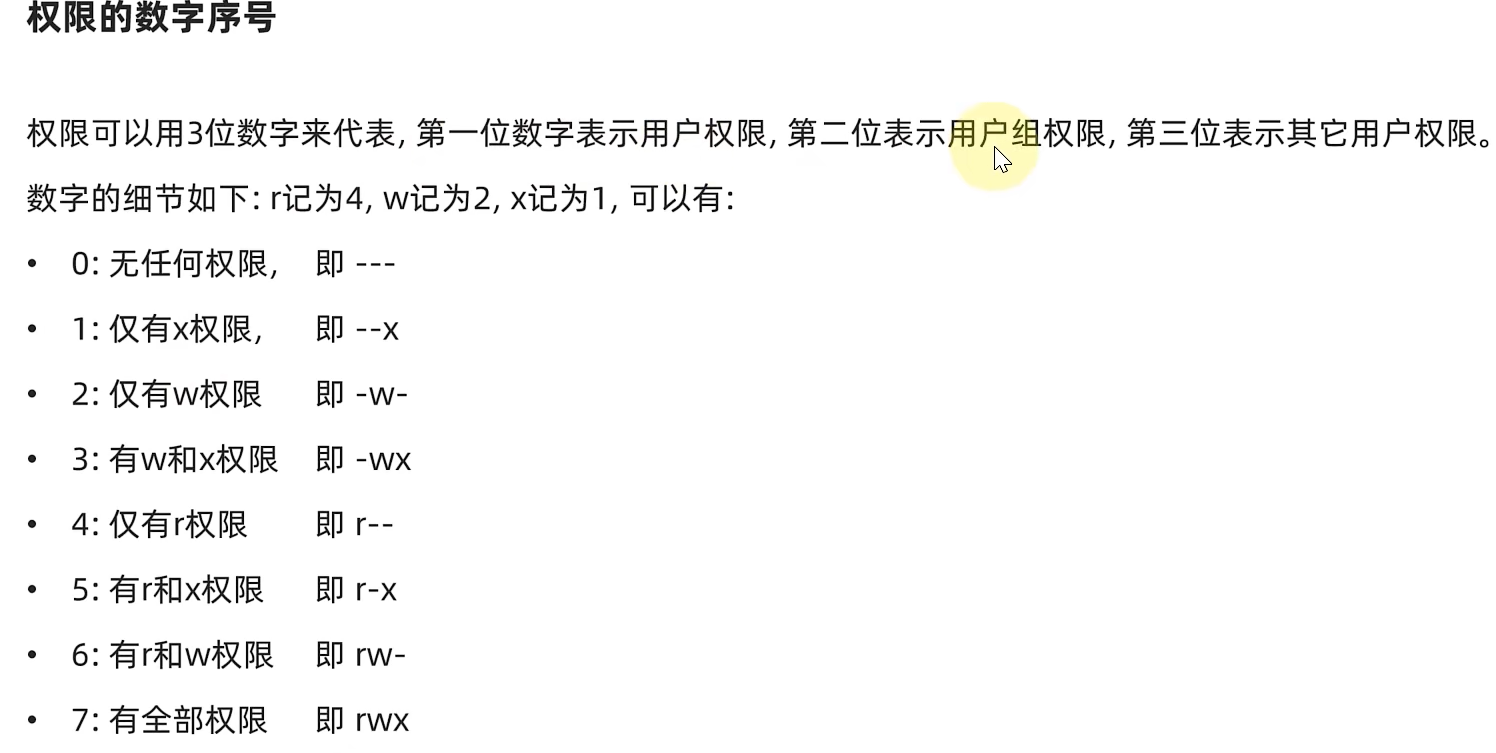 权限的数字序号
权限可以用3位数字来代表, 第一位数字表示用户权限, 第二位表示用户组权限, 第三位表示其它用户权限。
数字的细节如下: r记为4, w记为2, x记为1, 可以有:
• 0: 无任何权限, 即 ---
• 1: 仅有x权限, 即 --x
• 2: 仅有w权限 即 -w-
• 3: 有w和x权限 即 -wx
• 4: 仅有r权限 即 r--
• 5: 有r和x权限 即 r-x
• 6: 有r和w权限 即 rw-
• 7: 有全部权限 即 rwx